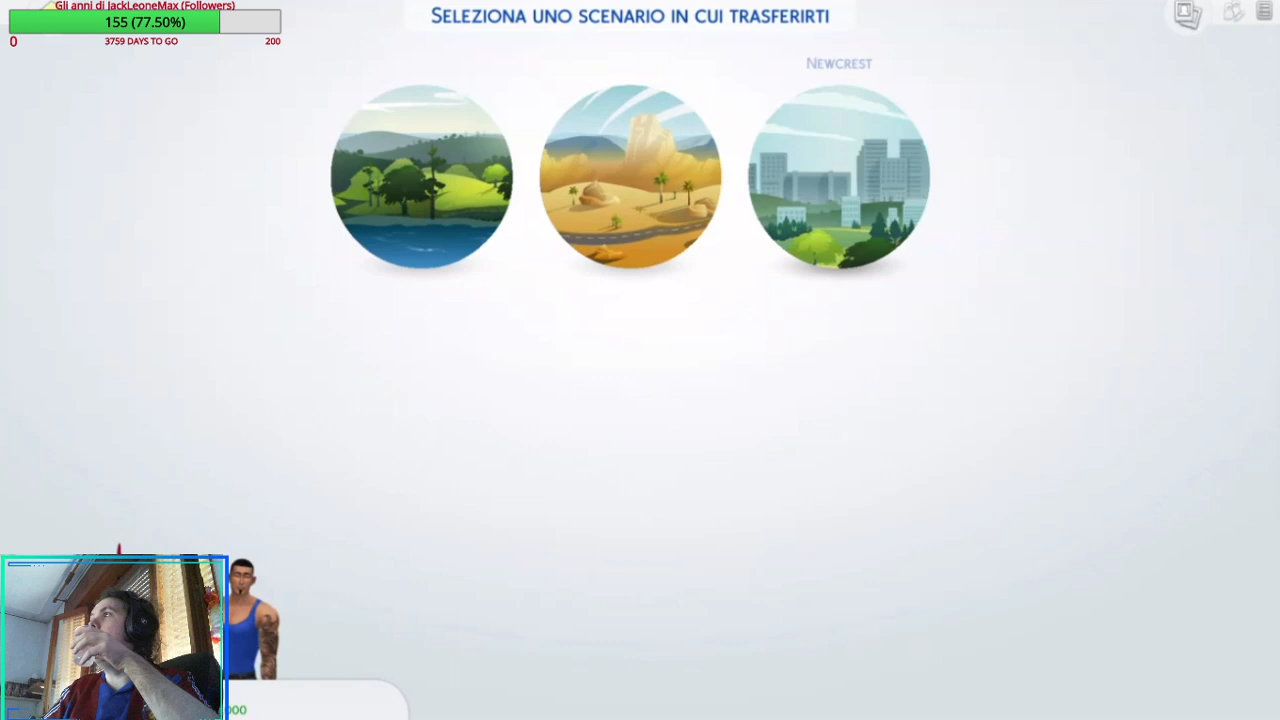 Gli anni di JackLeoneMax (Followers)
155 (77.50%)
0
3759 DAYS TO GO
200
SELEZIONA UNO SCENARIO IN CUI TRASFERIRTI
NEWCREST
000